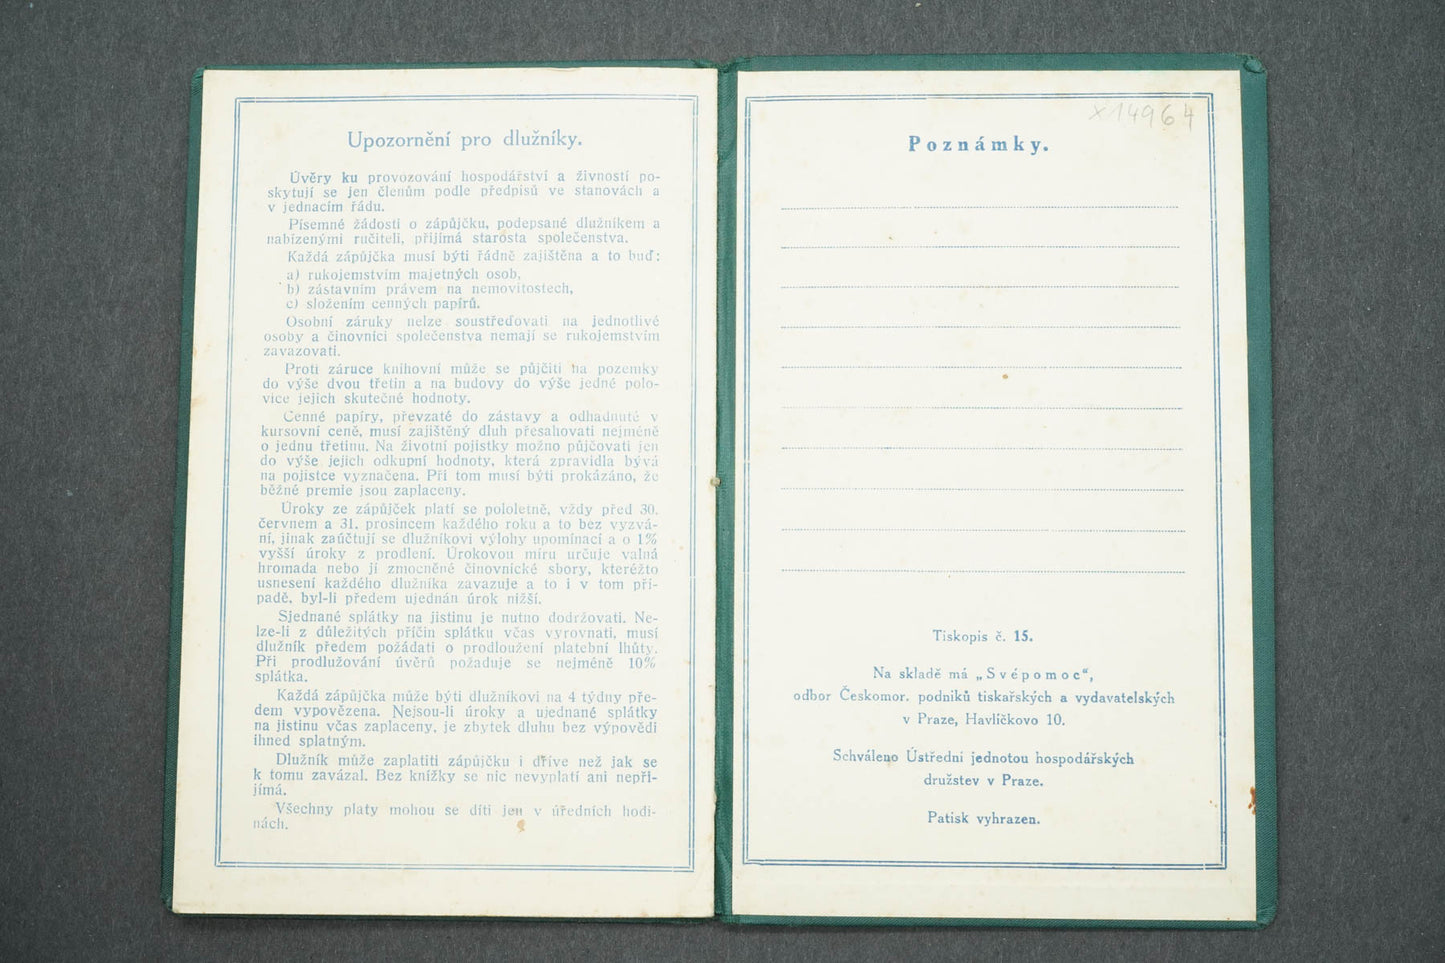 Upozornění pro dlužníky.
Úvěry ku provozování hospodářství a živností po-
skytují se jen členům podle předpisů ve stanovách a
v jednacím řádu.
Písemné žádosti o zápůjčku, podepsané dlužníkem a
nabízenými ručiteli, přijímá starosta společenstva.
Každá zápůjčka musí býti řádně zajištěna a to buď:
a) rukojemstvím majetných osob,
b) zástavním právem na nemovitostech,
c) složením cenných papírů.
Osobní záruky nelze soustřeďovati na jednotlivé
osoby a činovníci společenstva nemají se rukojemstvím
zavazovati.
Proti záruce knihovní může se půjčiti na pozemky
do výše dvou třetin a na budovy do výše jedné polo-
vice jejich skutečné hodnoty.
Cenné papíry, převzaté do zástavy a odhadnuté v
kursovní ceně, musí zajištěný dluh přesahovati nejméně
o jednu třetinu. Na životní pojistky možno půjčovati jen
do výše jejich odkupní hodnoty, která zpravidla bývá
na pojistce vyznačena. Při tom musí býti prokázáno, že
běžné premie jsou zaplaceny.
Úroky ze zápůjček platí se pololetně, vždy před 30.
červnem a 31. prosincem každého roku a to bez vyzvá-
ní, jinak zaúčtují se dlužníkovi výlohy upomínací a o 1%
vyšší úroky z prodlení. Úrokovou míru určuje valná
hromada nebo jí zmocněné činovnické sbory, kteréžto
usnesení každého dlužníka zavazuje a to i v tom pří-
padě, byl-li předem ujednán úrok nižší.
Sjednané splátky na jistinu je nutno dodržovati. Ne-
lze-li z důležitých příčin splátku včas vyrovnati, musí
dlužník předem požádati o prodloužení platební lhůty.
Při prodlužování úvěrů požaduje se nejméně 10%
splátka.
Každá zápůjčka může býti dlužníkovi na 4 týdny pře-
dem vypovězena. Nejsou-li úroky a ujednané splátky
na jistinu včas zaplaceny, je zbytek dluhu bez výpovědi
ihned splatným.
Dlužník může zaplatiti zápůjčku i dříve než jak se
k tomu zavázal. Bez knížky se nic nevyplatí ani nepři-
jímá.
Všechny platy mohou se díti jen v úředních hodi-
nách.
x14964
Poznámky.
Tiskopis č. 15.
Na skladě má „Svépomoc“,
odbor Českomor. podniků tiskařských a vydavatelských
v Praze, Havlíčkovo 10.
Schváleno Ústřední jednotou hospodářských
družstev v Praze.
Patisk vyhrazen.